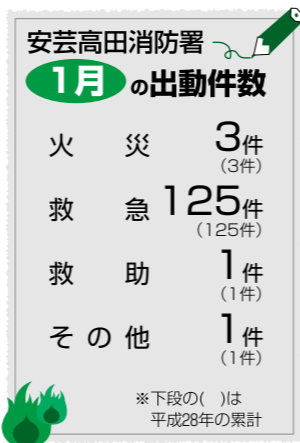 安芸高田消防署
1月の出動件数
火災 3件
(3件)
救急 125件
(125件)
救助 1件
(1件)
その他 1件
(1件)
※下段の( )は
平成28年の累計